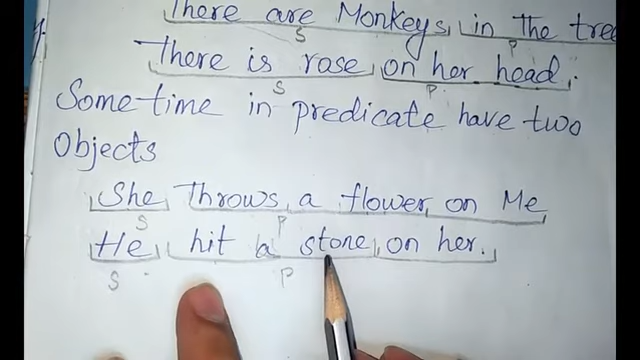 There are Monkeys in The tree
S P
There is rose on her head.
S P
Some-time in predicate have two
Objects
She Throws a flower on Me
S P
He hit a stone on her.
S P